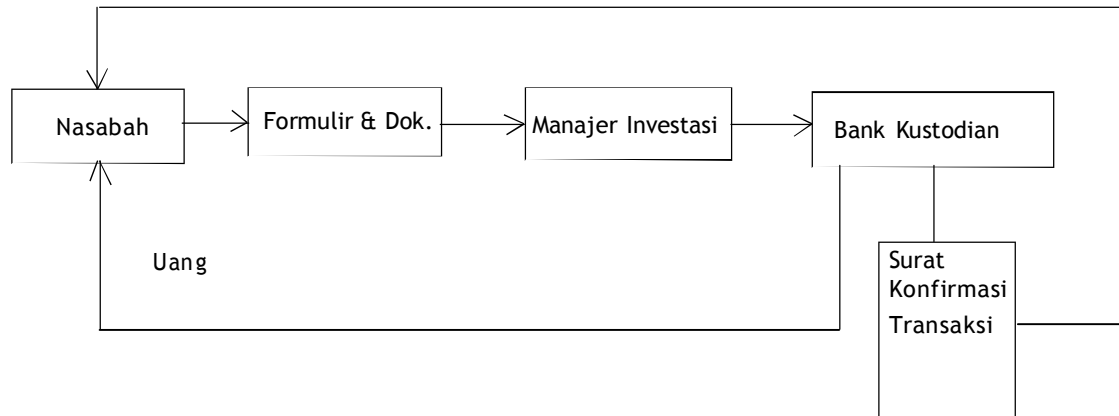 Nasabah
Formulir & Dok.
Manajer Investasi
Bank Kustodian
Uang
Surat
Konfirmasi
Transaksi